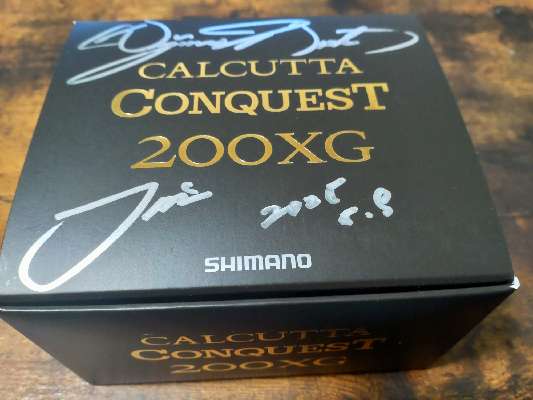 CALCUTTA
CONQUEST
200XG
SHIMANO
CALCUTTA
CONQUEST
200XG